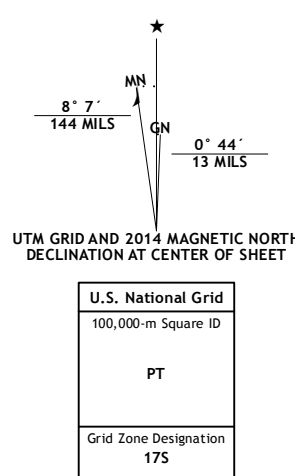 ★
MN
8° 7´
144 MILS
GN
0° 44´
13 MILS
UTM GRID AND 2014 MAGNETIC NORTH
DECLINATION AT CENTER OF SHEET
U.S. National Grid
100,000-m Square ID
PT
Grid Zone Designation
17S